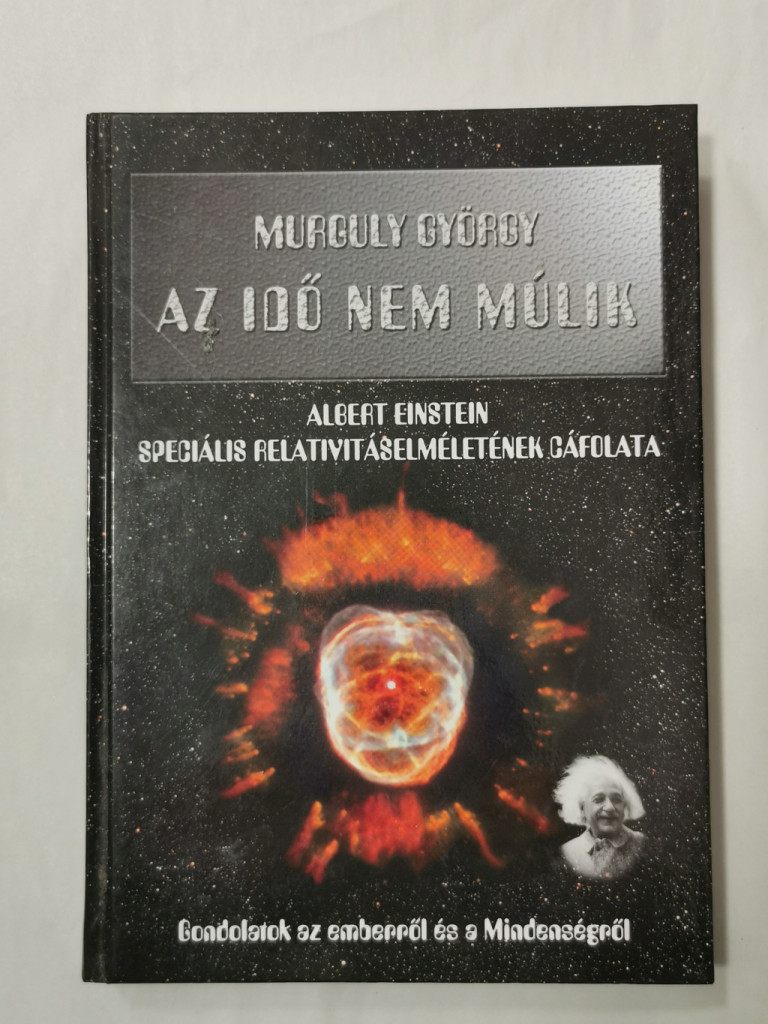 MURGULY GYÖRGY
AZ IDŐ NEM MÚLIK
ALBERT EINSTEIN
SPECIÁLIS RELATIVITÁSELMÉLETÉNEK CÁFOLATA
Gondolatok az emberről és a Mindenségről